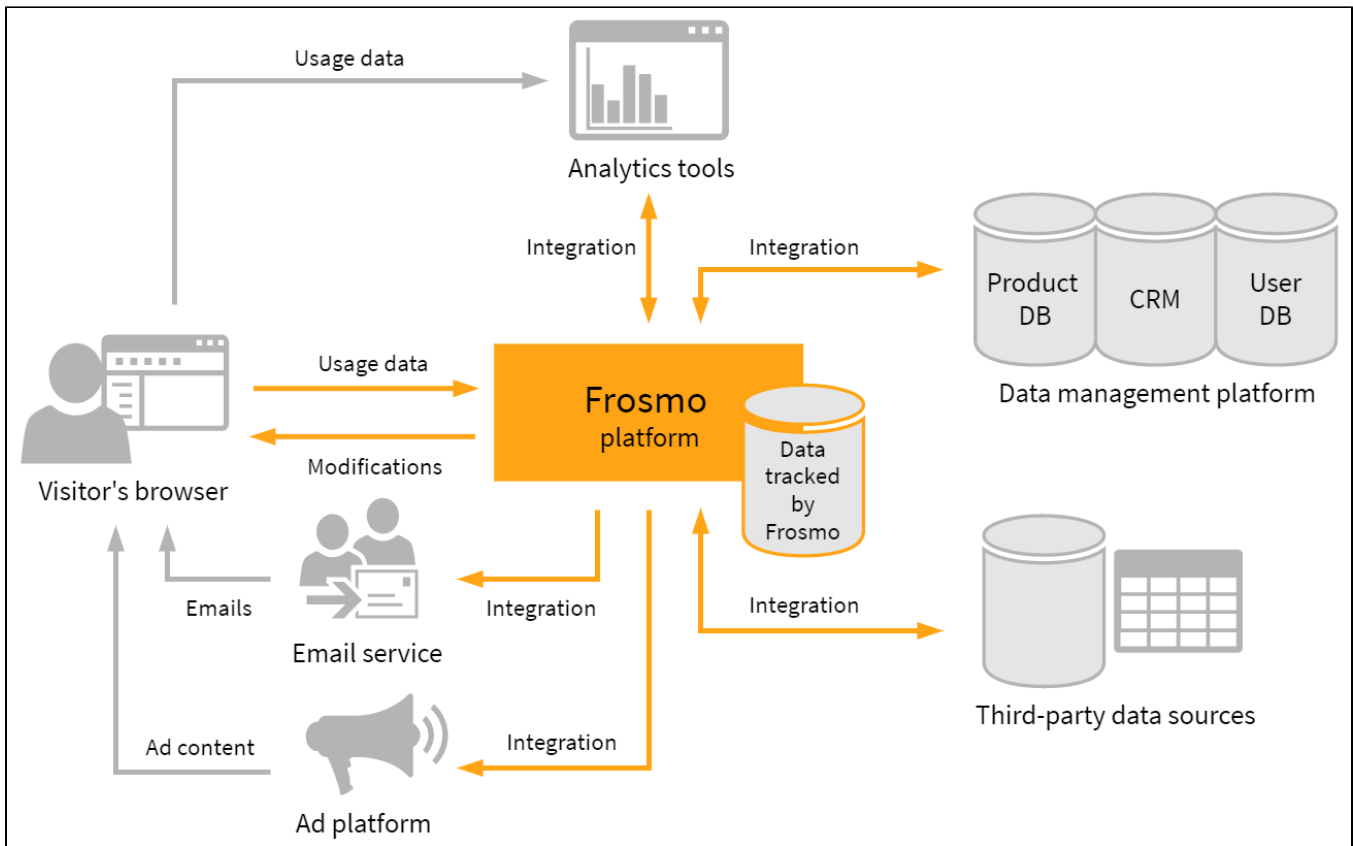 Usage data
Analytics tools
Integration
Integration
Product
DB
CRM
User
DB
Data management platform
Usage data
Frosmo
platform
Modifications
Data
tracked
by
Frosmo
Visitor's browser
Emails
Integration
Email service
Integration
Third-party data sources
Ad content
Integration
Ad platform